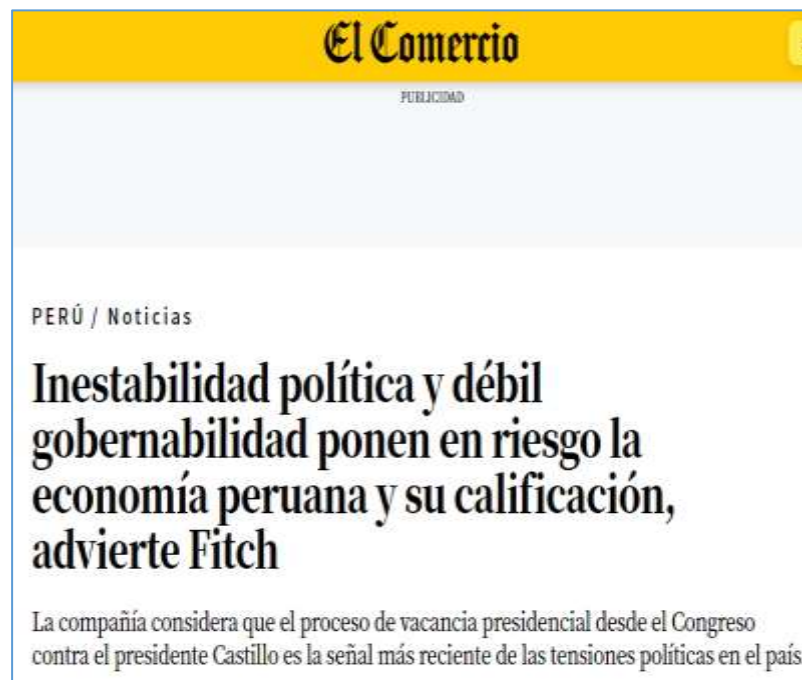 El Comercio
PUBLICIDAD
PERÚ / Noticias
Inestabilidad política y débil
gobernabilidad ponen en riesgo la
economía peruana y su calificación,
advierte Fitch
La compañía considera que el proceso de vacancia presidencial desde el Congreso
contra el presidente Castillo es la señal más reciente de las tensiones políticas en el país